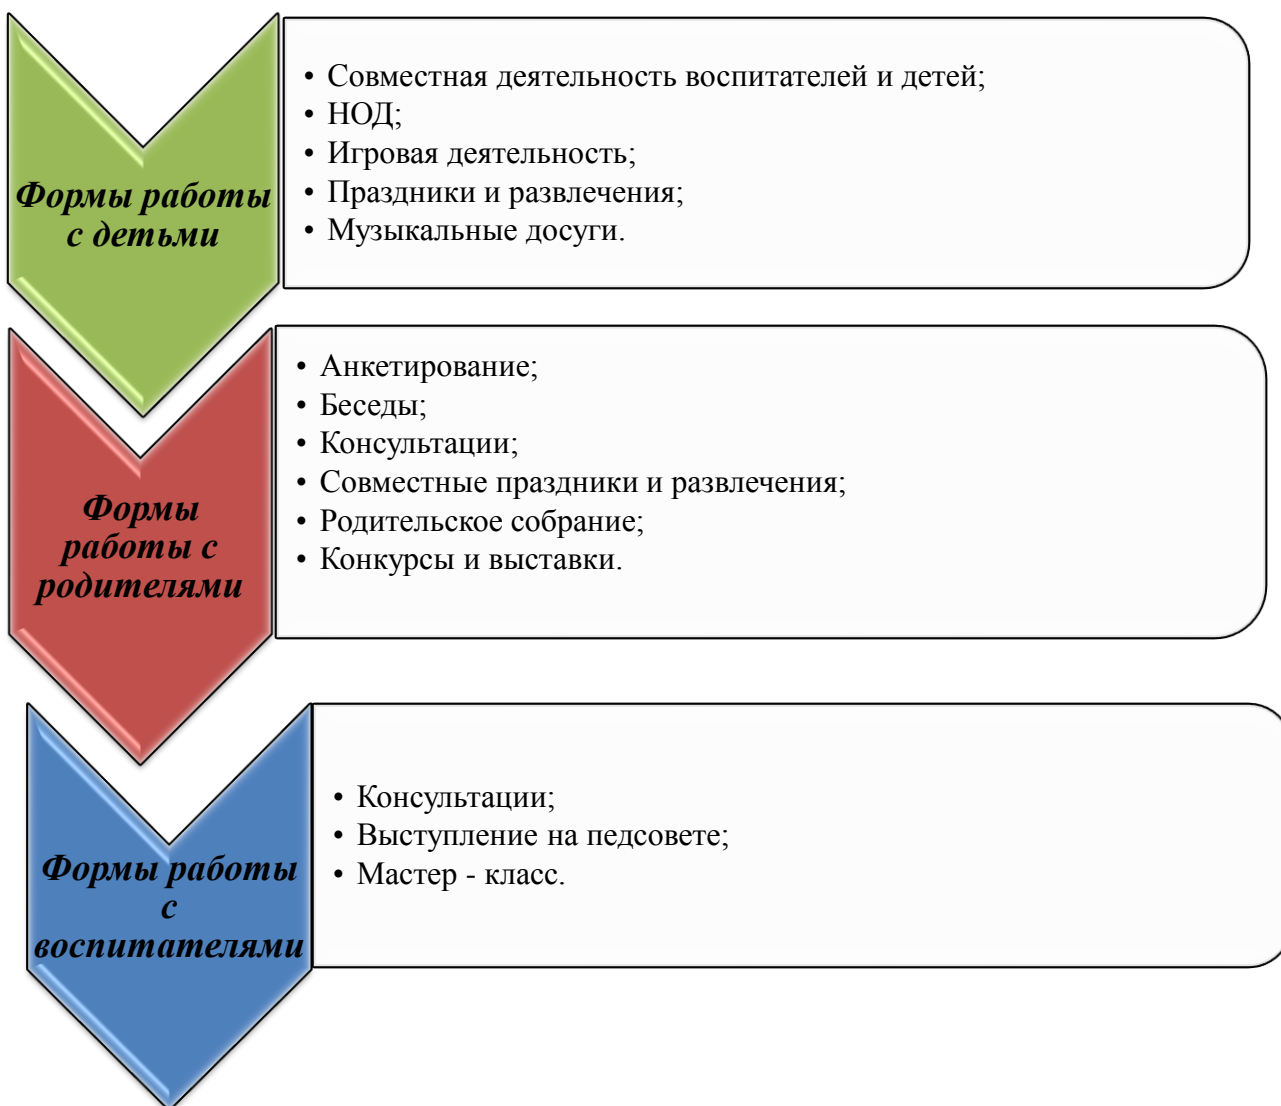 Формы работы
с детьми
• Совместная деятельность воспитателей и детей;
• НОД;
• Игровая деятельность;
• Праздники и развлечения;
• Музыкальные досуги.
Формы
работы с
родителями
• Анкетирование;
• Беседы;
• Консультации;
• Совместные праздники и развлечения;
• Родительское собрание;
• Конкурсы и выставки.
Формы работы
с
воспитателями
• Консультации;
• Выступление на педсовете;
• Мастер - класс.